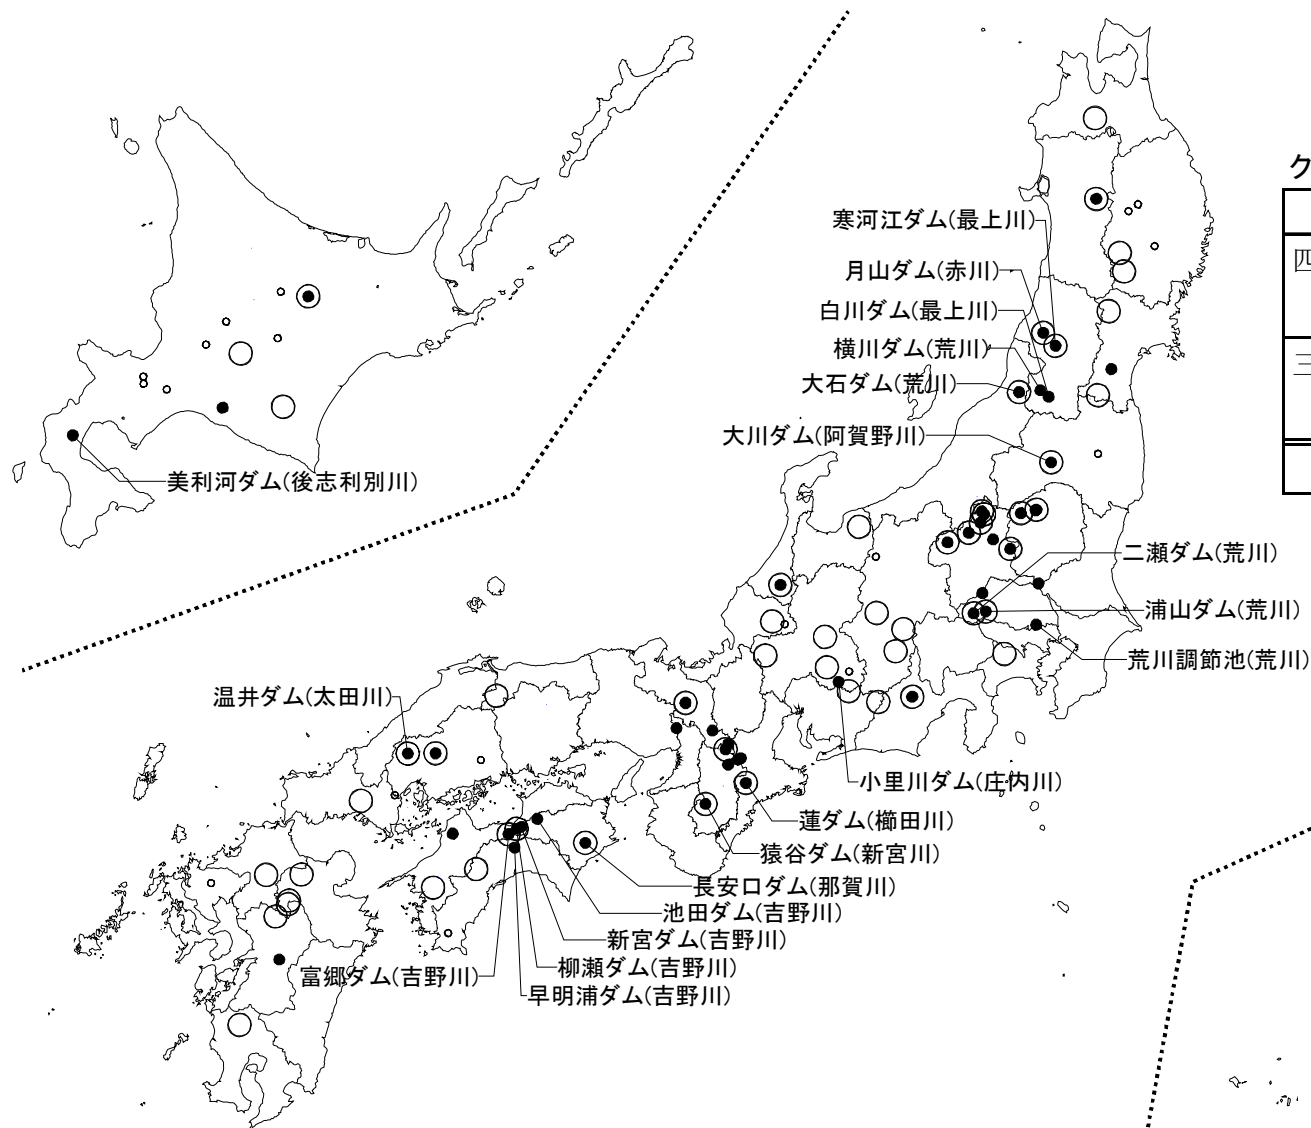 ク
寒河江ダム(最上川)
四
月山ダム(赤川)
白川ダム(最上川)
横川ダム(荒川)
三
大石ダム(荒川)
大川ダム(阿賀野川)
美利河ダム(後志利別川)
二瀬ダム(荒川)
浦山ダム(荒川)
荒川調節池(荒川)
温井ダム(太田川)
小里川ダム(庄内川)
蓮ダム(櫛田川)
猿谷ダム(新宮川)
長安口ダム(那賀川)
池田ダム(吉野川)
新宮ダム(吉野川)
柳瀬ダム(吉野川)
富郷ダム(吉野川)
早明浦ダム(吉野川)